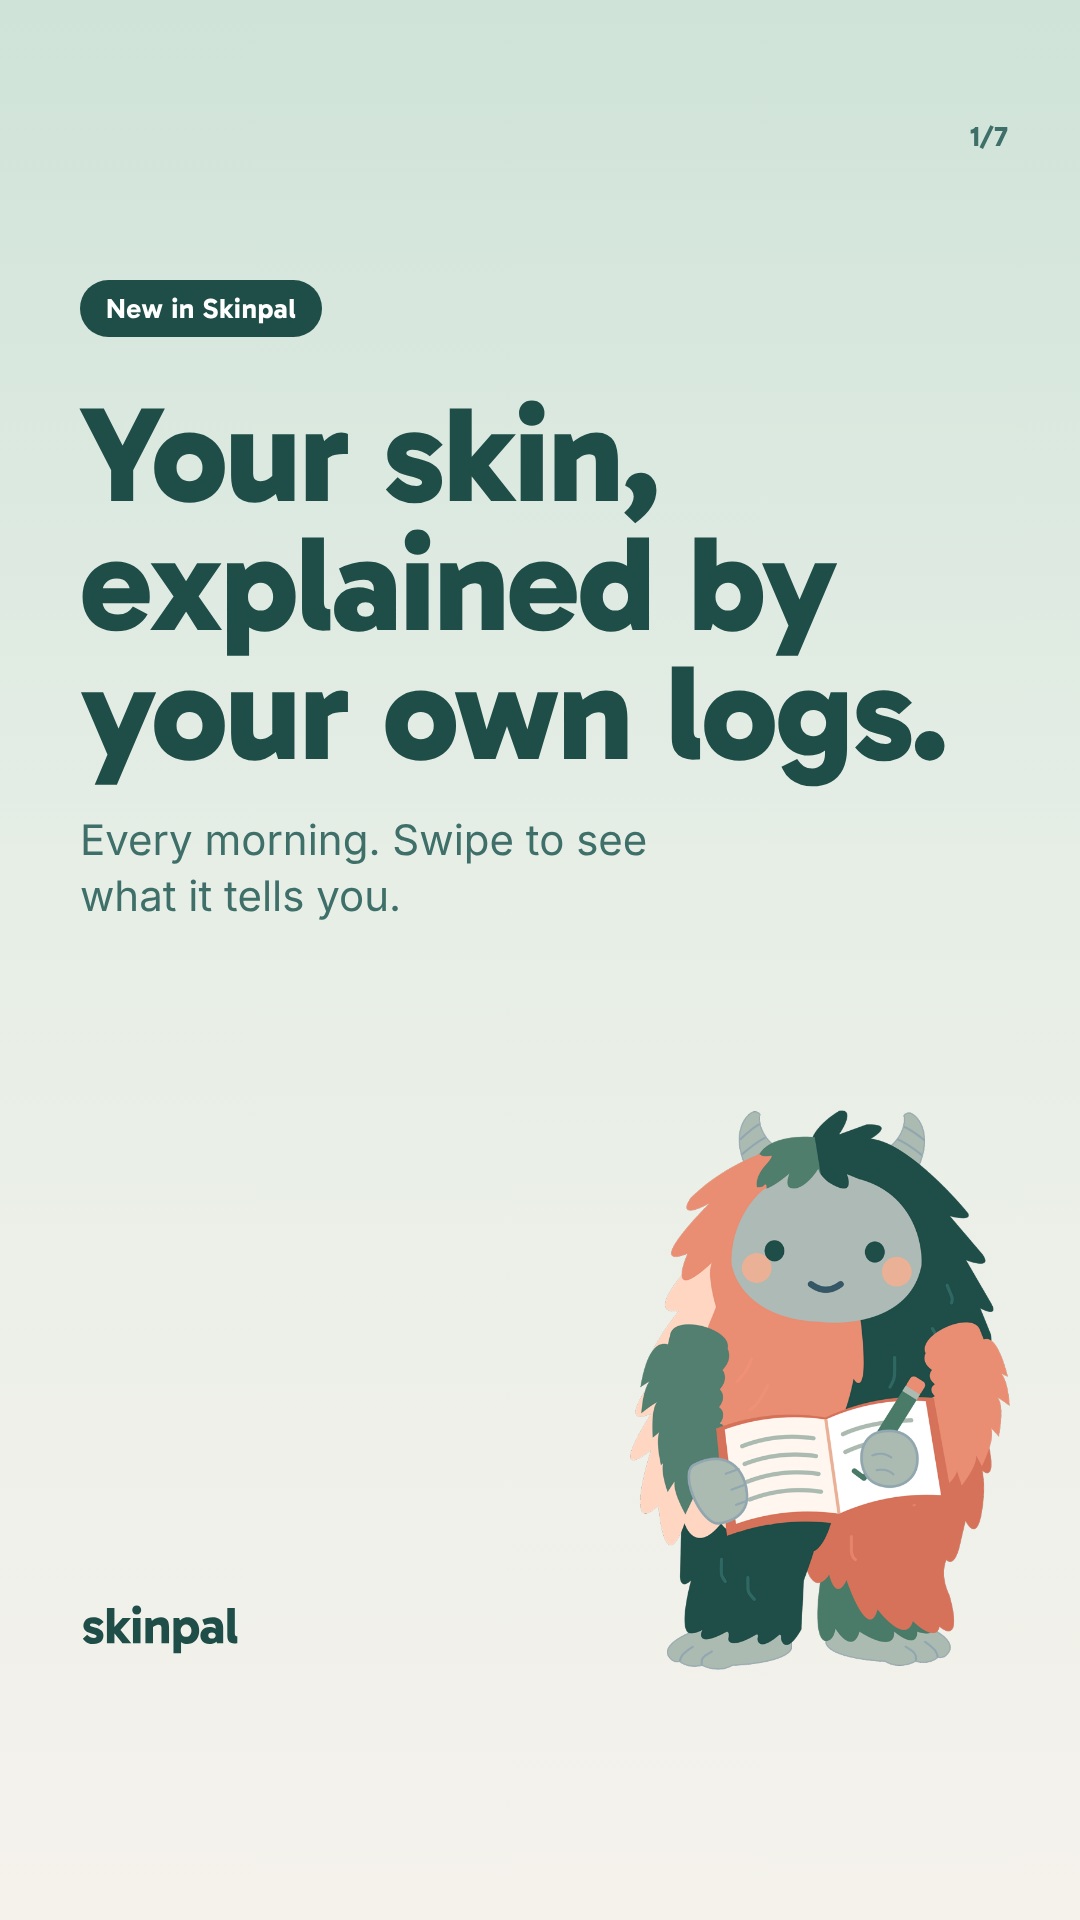 1/7
New in Skinpal
Your skin,
explained by
your own logs.
Every morning. Swipe to see
what it tells you.
skinpal